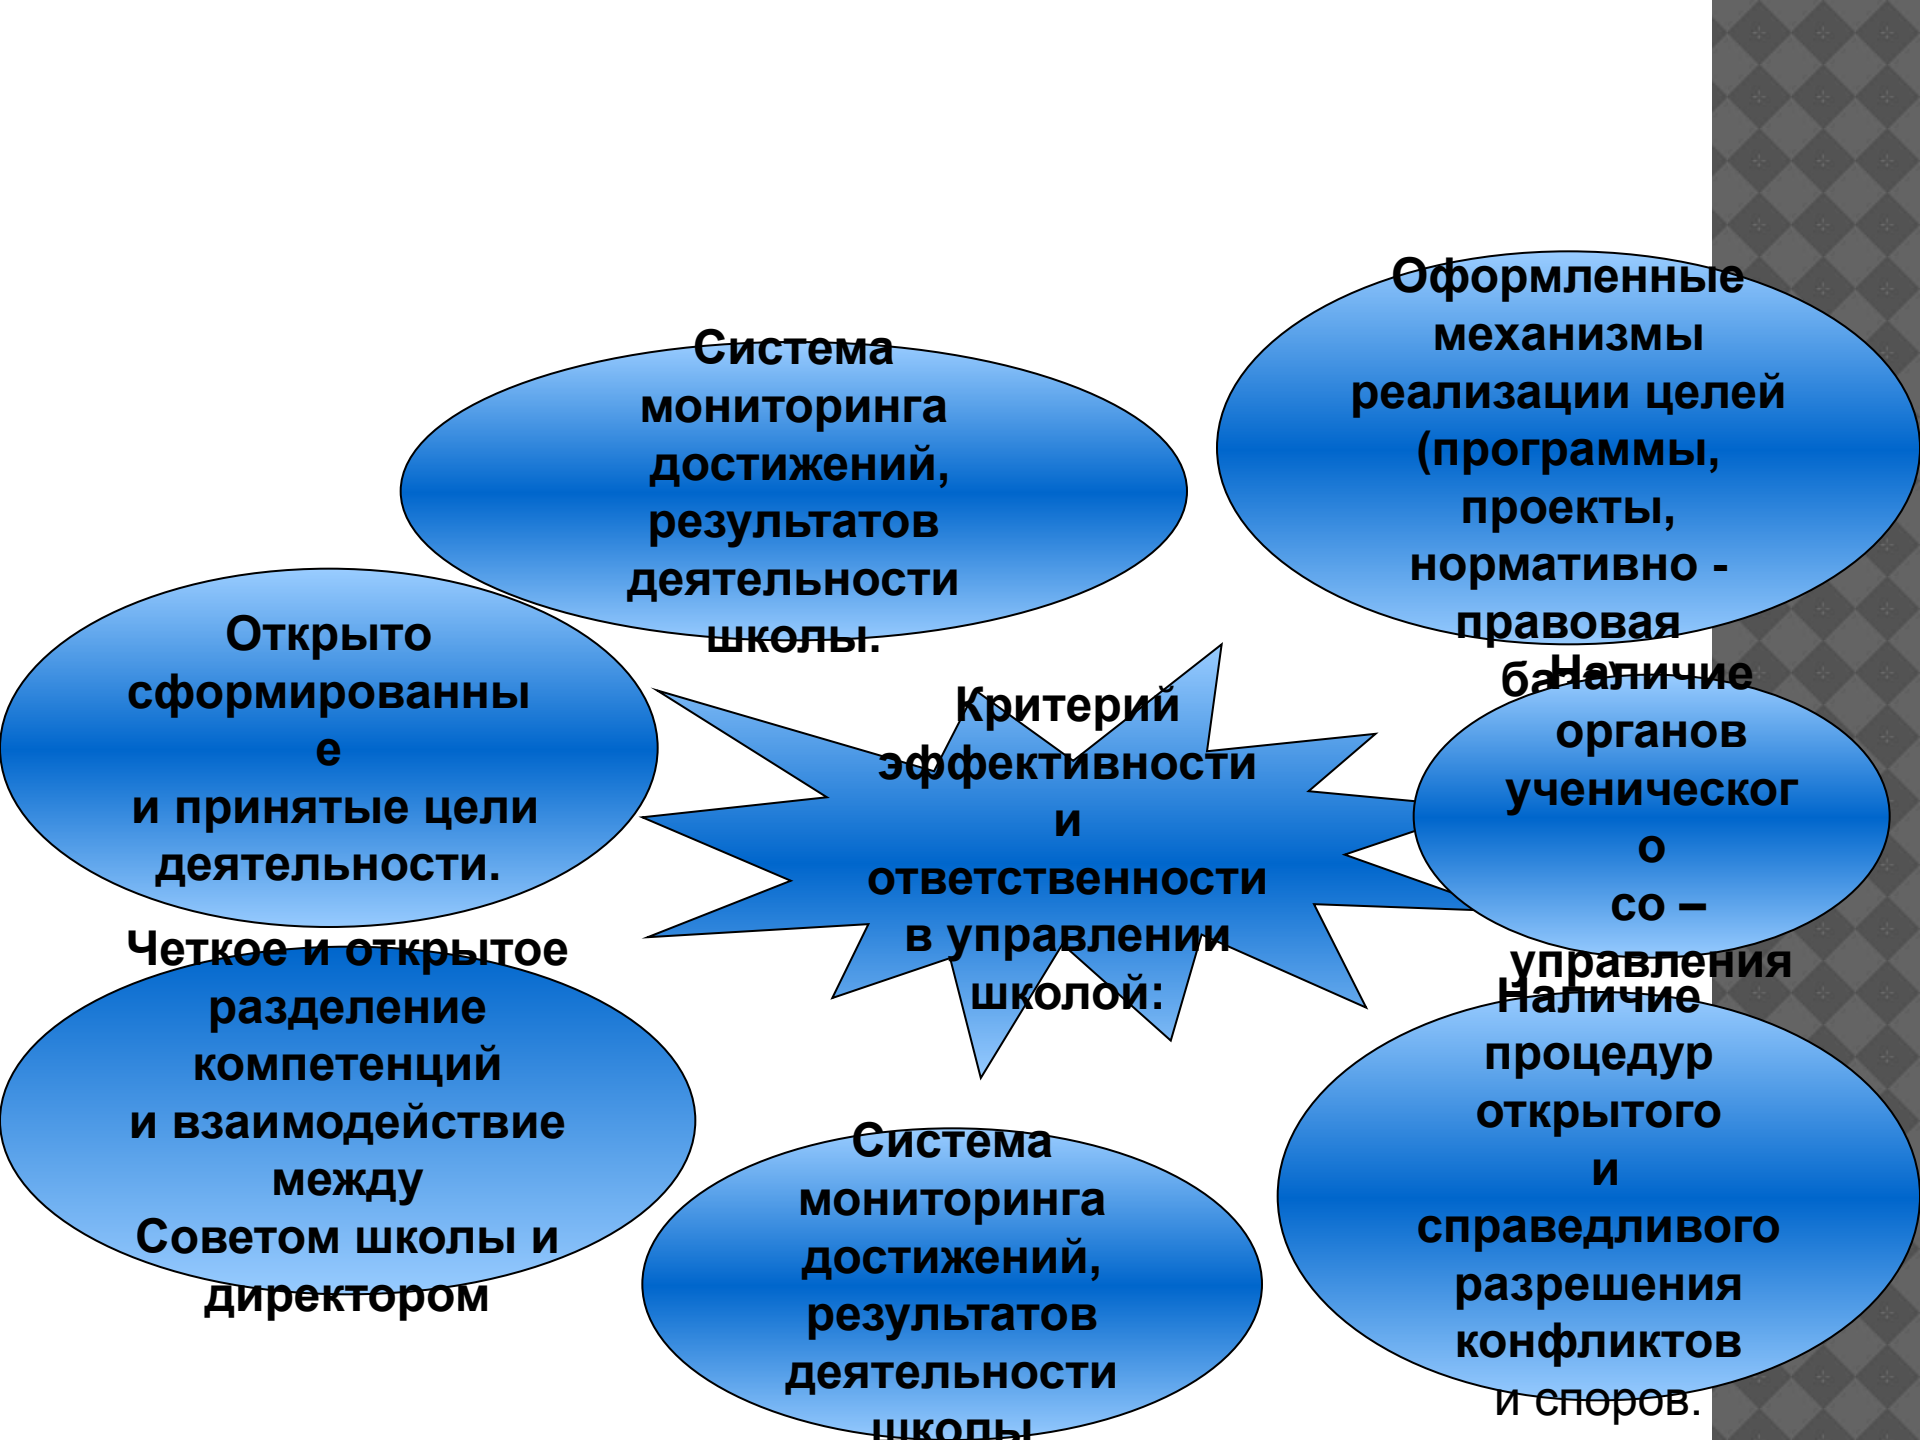 Оформленные
механизмы
реализации целей
(программы,
проекты,
нормативно -
правовая
Система
мониторинга
достижений,
результатов
деятельности
школы.
Открыто
сформированны
е
и принятые цели
деятельности.
Критерий
эффективности
и
ответственности
в управлении
школой:
Наличие
органов
ученическог
о
со –
управления
Четкое и открытое
разделение
компетенций
и взаимодействие
между
Советом школы и
директором
Система
мониторинга
достижений,
результатов
деятельности
школы
Наличие
процедур
открытого
и
справедливого
разрешения
конфликтов
и споров.